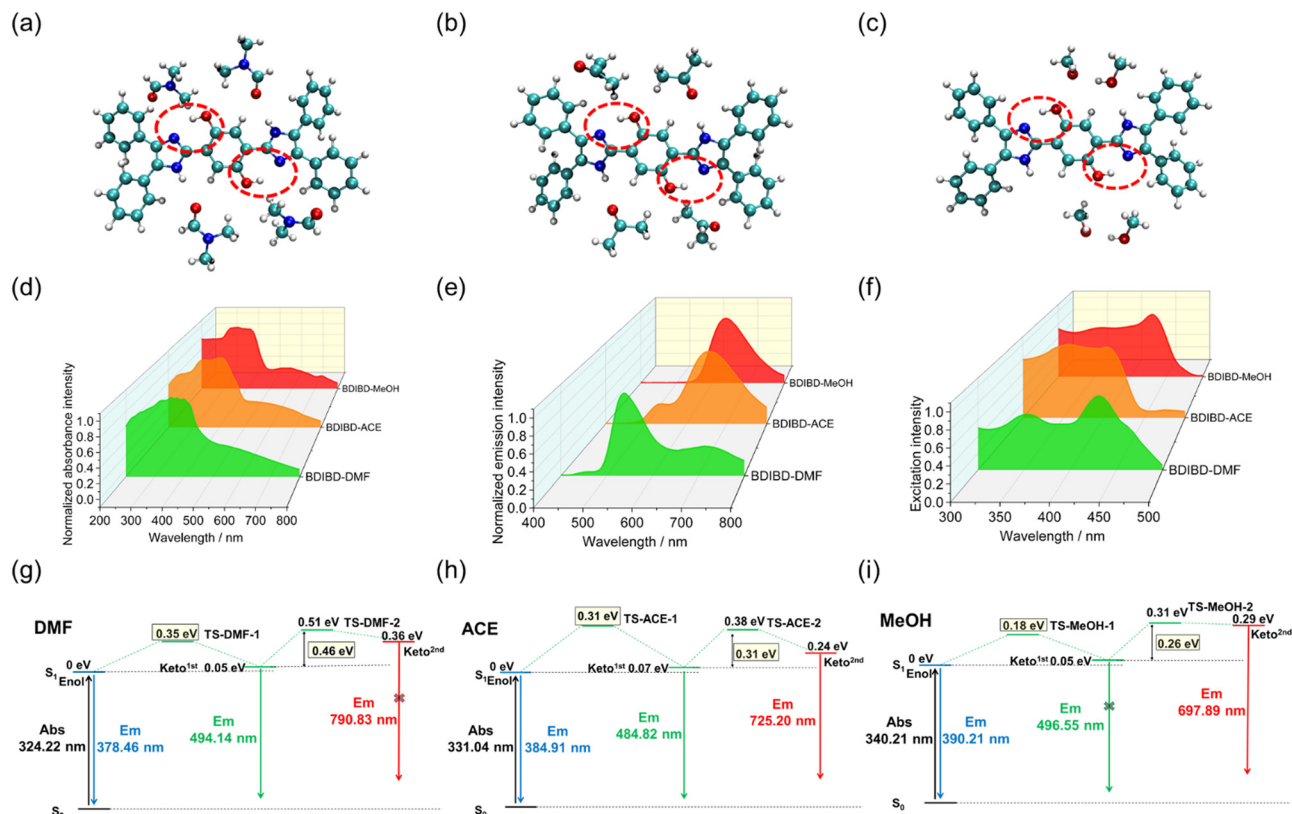 (a)
(b)
(c)
(d)
(e)
(f)
Normalized absorbance intensity
1.0
0.8
0.6
0.4
0.2
0.0
200 300 400 500 600 700 800
Wavelength / nm
BDIBD-MeOH
BDIBD-ACE
BDIBD-DMF
Normalized emission intensity
1.0
0.8
0.6
0.4
0.2
0.0
400 500 600 700 800
Wavelength / nm
BDIBD-MeOH
BDIBD-ACE
BDIBD-DMF
Excitation intensity
1.0
0.8
0.6
0.4
0.2
0.0
300 350 400 450 500
Wavelength / nm
BDIBD-MeOH
BDIBD-ACE
BDIBD-DMF
(g)
DMF
0.35 eV
TS-DMF-1
0.51 eV
TS-DMF-2
0.36 eV
0.46 eV
Keto2nd
0 eV
S1
Enol
Keto1st 0.05 eV
Abs
324.22 nm
Em
378.46 nm
Em
494.14 nm
Em
790.83 nm
(h)
ACE
0.31 eV
TS-ACE-1
0.38 eV
TS-ACE-2
0.24 eV
0.31 eV
Keto2nd
0 eV
S1
Enol
Keto1st 0.07 eV
Abs
331.04 nm
Em
384.91 nm
Em
484.82 nm
Em
725.20 nm
(i)
MeOH
0.18 eV
TS-MeOH-1
0.31 eV
TS-MeOH-2
0.29 eV
0.26 eV
Keto2nd
0 eV
S1
Enol
Keto1st 0.05 eV
Abs
340.21 nm
Em
390.21 nm
Em
496.55 nm
Em
697.89 nm
S0